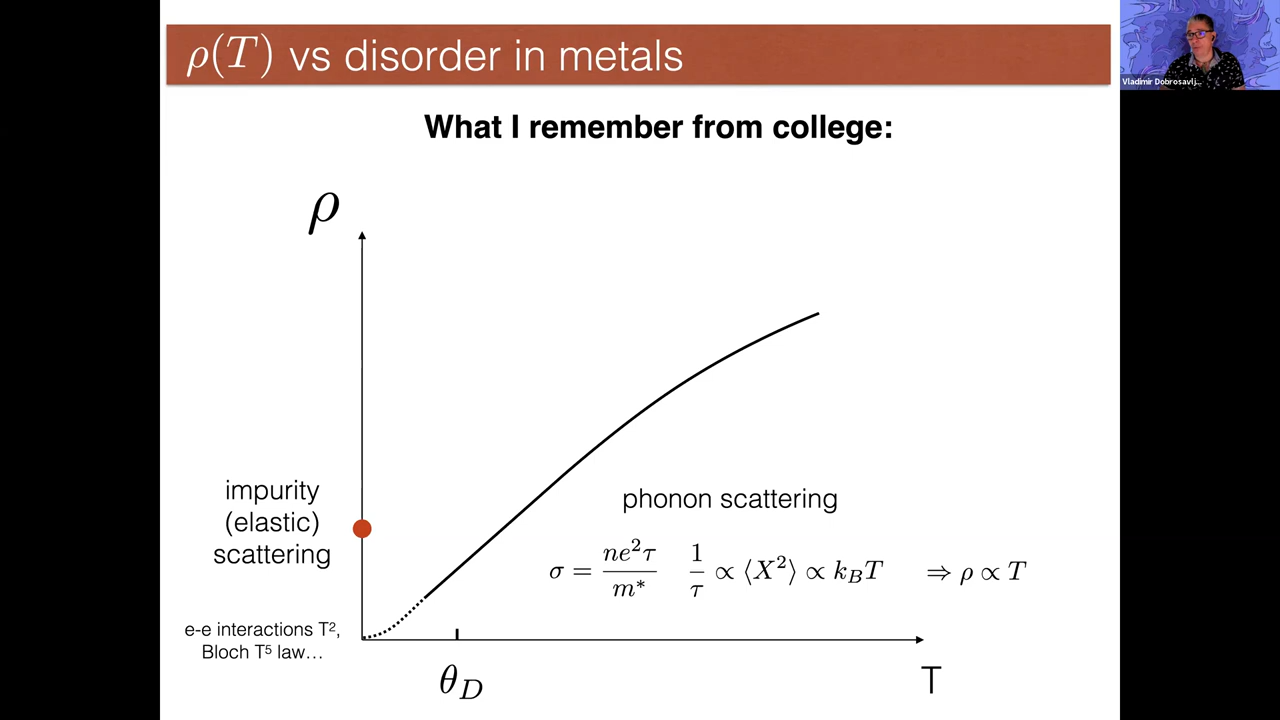 ρ(T) vs disorder in metals
Vladimir Dobrosavlj...
What I remember from college:
ρ
impurity
(elastic)
scattering
phonon scattering
σ = ne²τ / m* 1/τ ∝ ⟨X²⟩ ∝ k_BT ⇒ ρ ∝ T
e-e interactions T²,
Bloch T⁵ law…
θ_D
T